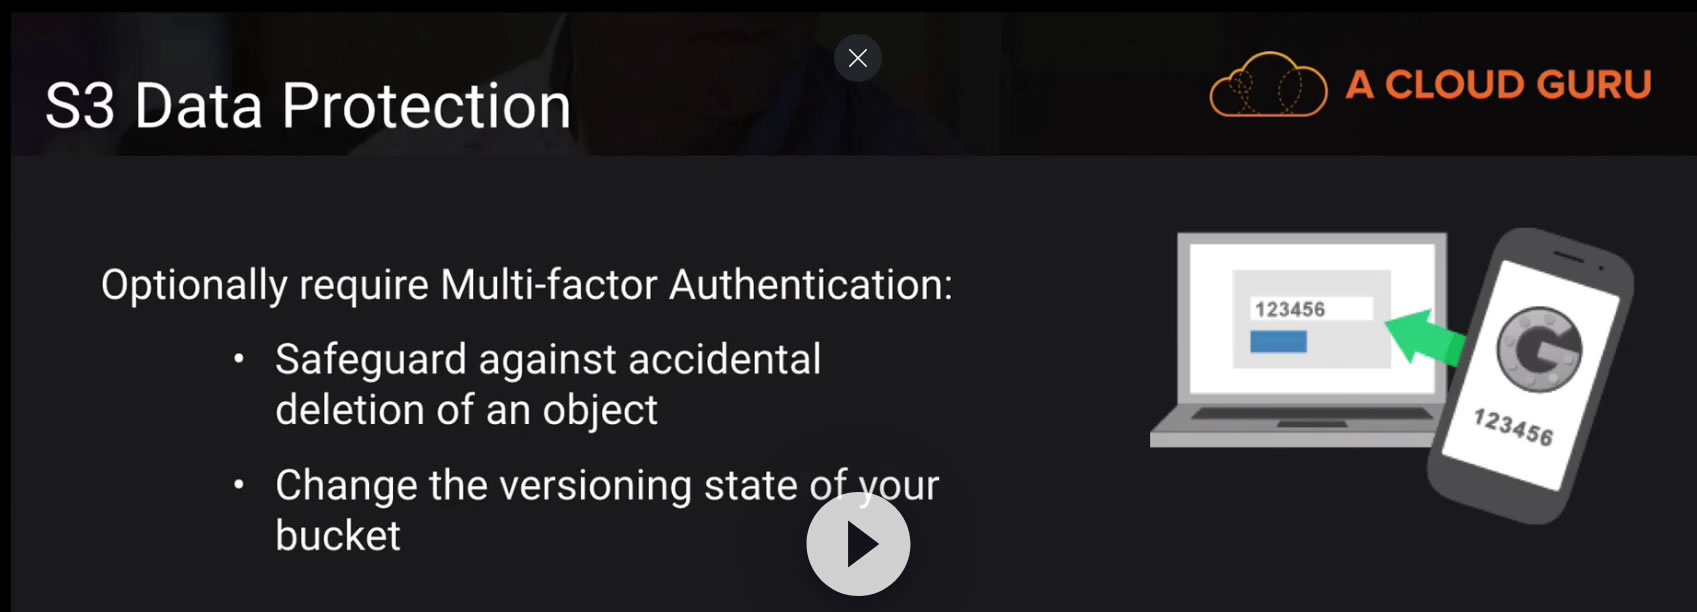 S3 Data Protection
A CLOUD GURU
Optionally require Multi-factor Authentication:
• Safeguard against accidental
deletion of an object
• Change the versioning state of your
bucket
123456
G
123456